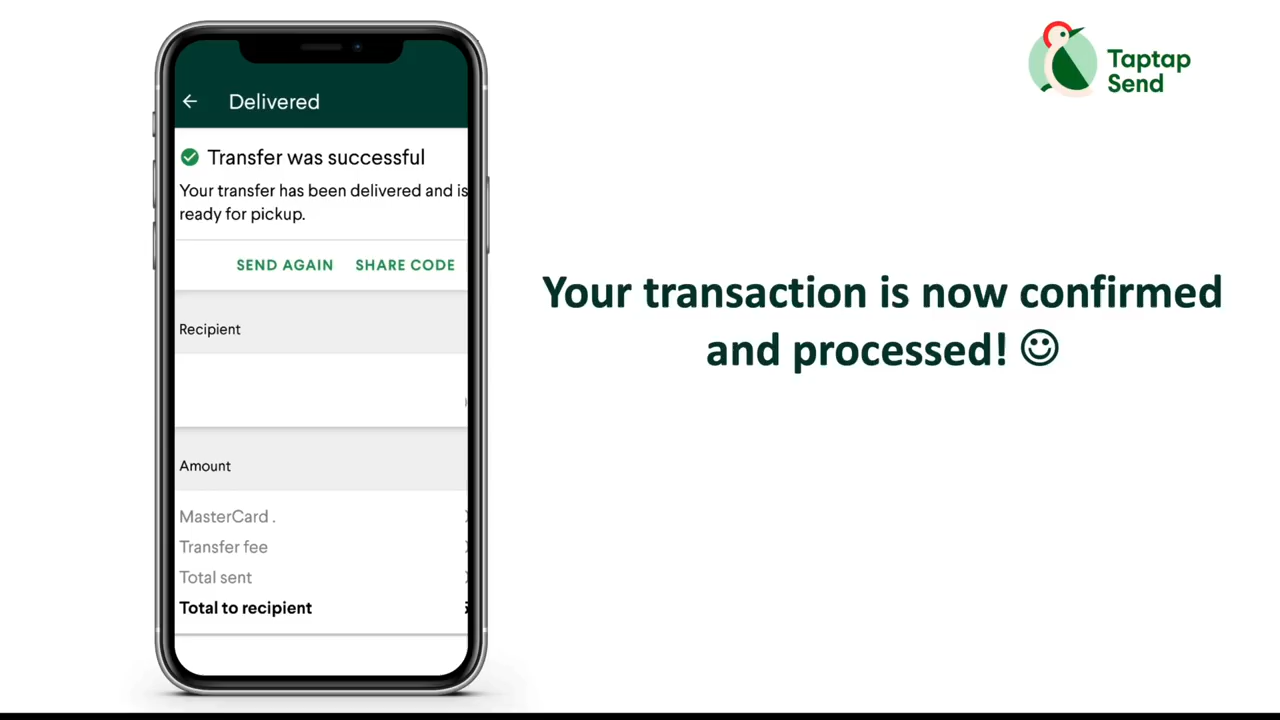 Taptap
Send
Delivered
Transfer was successful
Your transfer has been delivered and is
ready for pickup.
SEND AGAIN SHARE CODE
Recipient
Amount
MasterCard .
Transfer fee
Total sent
Total to recipient
Your transaction is now confirmed
and processed! ☺